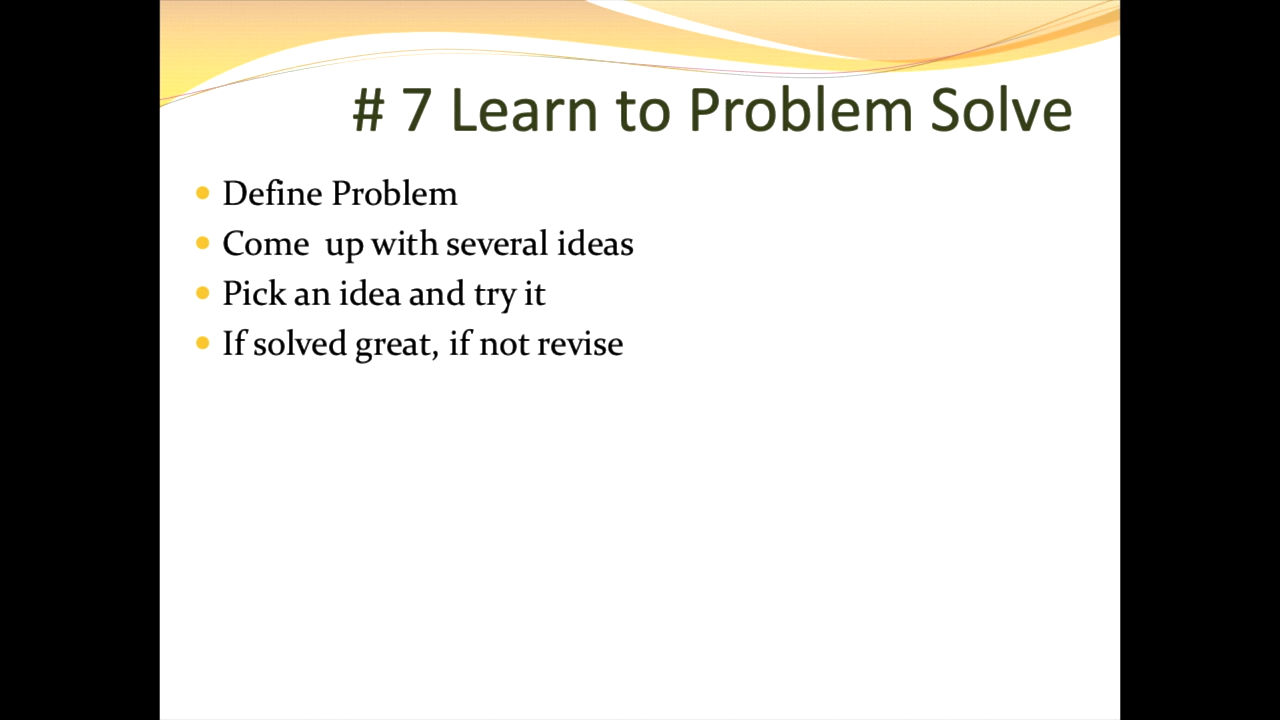 # 7 Learn to Problem Solve
Define Problem
Come  up with several ideas
Pick an idea and try it
If solved great, if not revise